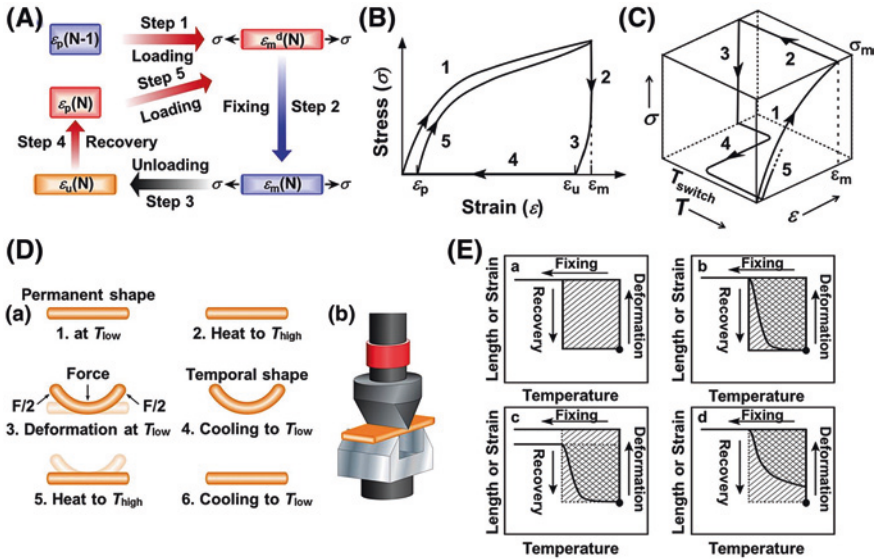 (A)
εp(N-1)
Step 1
Loading
σ
εmᵈ(N)
σ
εp(N)
Step 5
Loading
Fixing
Step 2
Step 4
Recovery
Unloading
εu(N)
Step 3
σ
εm(N)
σ
(B)
Stress (σ)
1
2
5
3
4
εp
εu
εm
Strain (ε)
(C)
σm
3
2
1
σ
4
5
Tswitch
T
ε
εm
(D)
(a)
Permanent shape
1. at Tlow
2. Heat to Thigh
Force
Temporal shape
F/2
F/2
3. Deformation at Tlow
4. Cooling to Tlow
5. Heat to Thigh
6. Cooling to Tlow
(b)
(E)
a
Fixing
Length or Strain
Recovery
Deformation
Temperature
b
Fixing
Length or Strain
Recovery
Deformation
Temperature
c
Fixing
Length or Strain
Recovery
Deformation
Temperature
d
Fixing
Length or Strain
Recovery
Deformation
Temperature